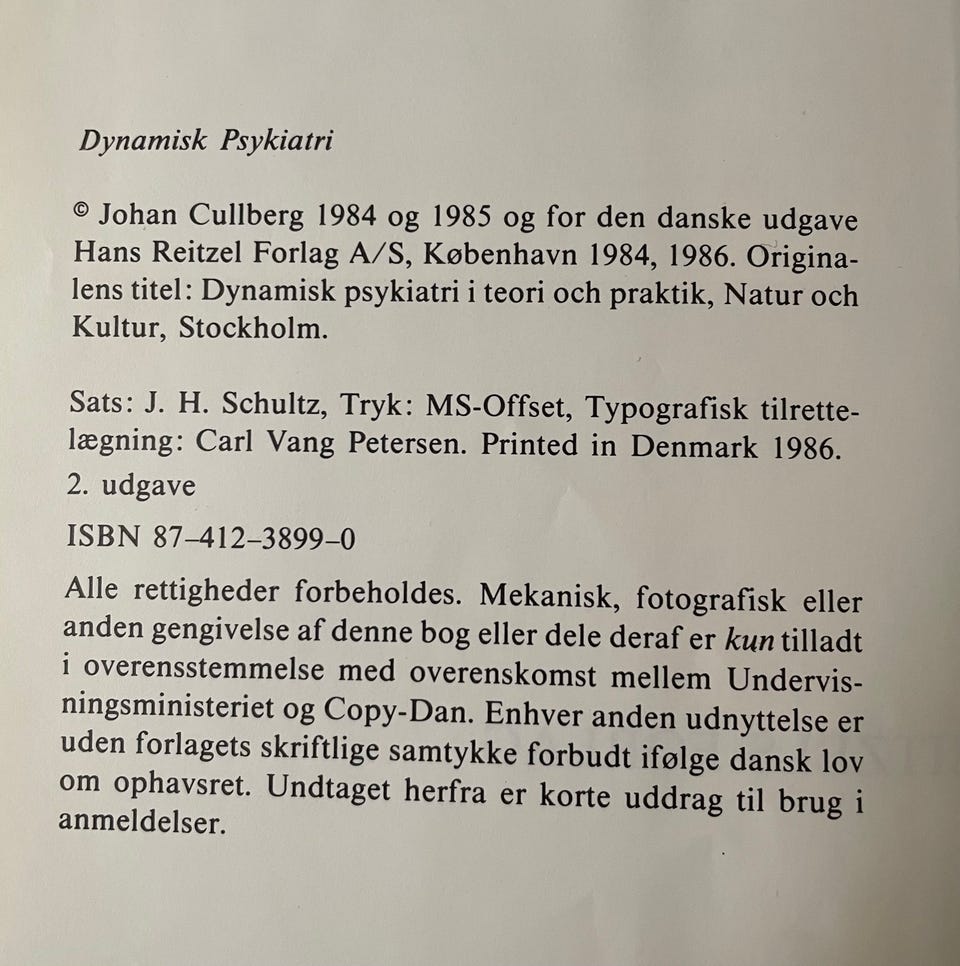 Dynamisk Psykiatri
© Johan Cullberg 1984 og 1985 og for den danske udgave
Hans Reitzel Forlag A/S, København 1984, 1986. Origina-
lens titel: Dynamisk psykiatri i teori och praktik, Natur och
Kultur, Stockholm.
Sats: J. H. Schultz, Tryk: MS-Offset, Typografisk tilrette-
lægning: Carl Vang Petersen. Printed in Denmark 1986.
2. udgave
ISBN 87–412–3899–0
Alle rettigheder forbeholdes. Mekanisk, fotografisk eller
anden gengivelse af denne bog eller dele deraf er kun tilladt
i overensstemmelse med overenskomst mellem Undervis-
ningsministeriet og Copy-Dan. Enhver anden udnyttelse er
uden forlagets skriftlige samtykke forbudt ifølge dansk lov
om ophavsret. Undtaget herfra er korte uddrag til brug i
anmeldelser.